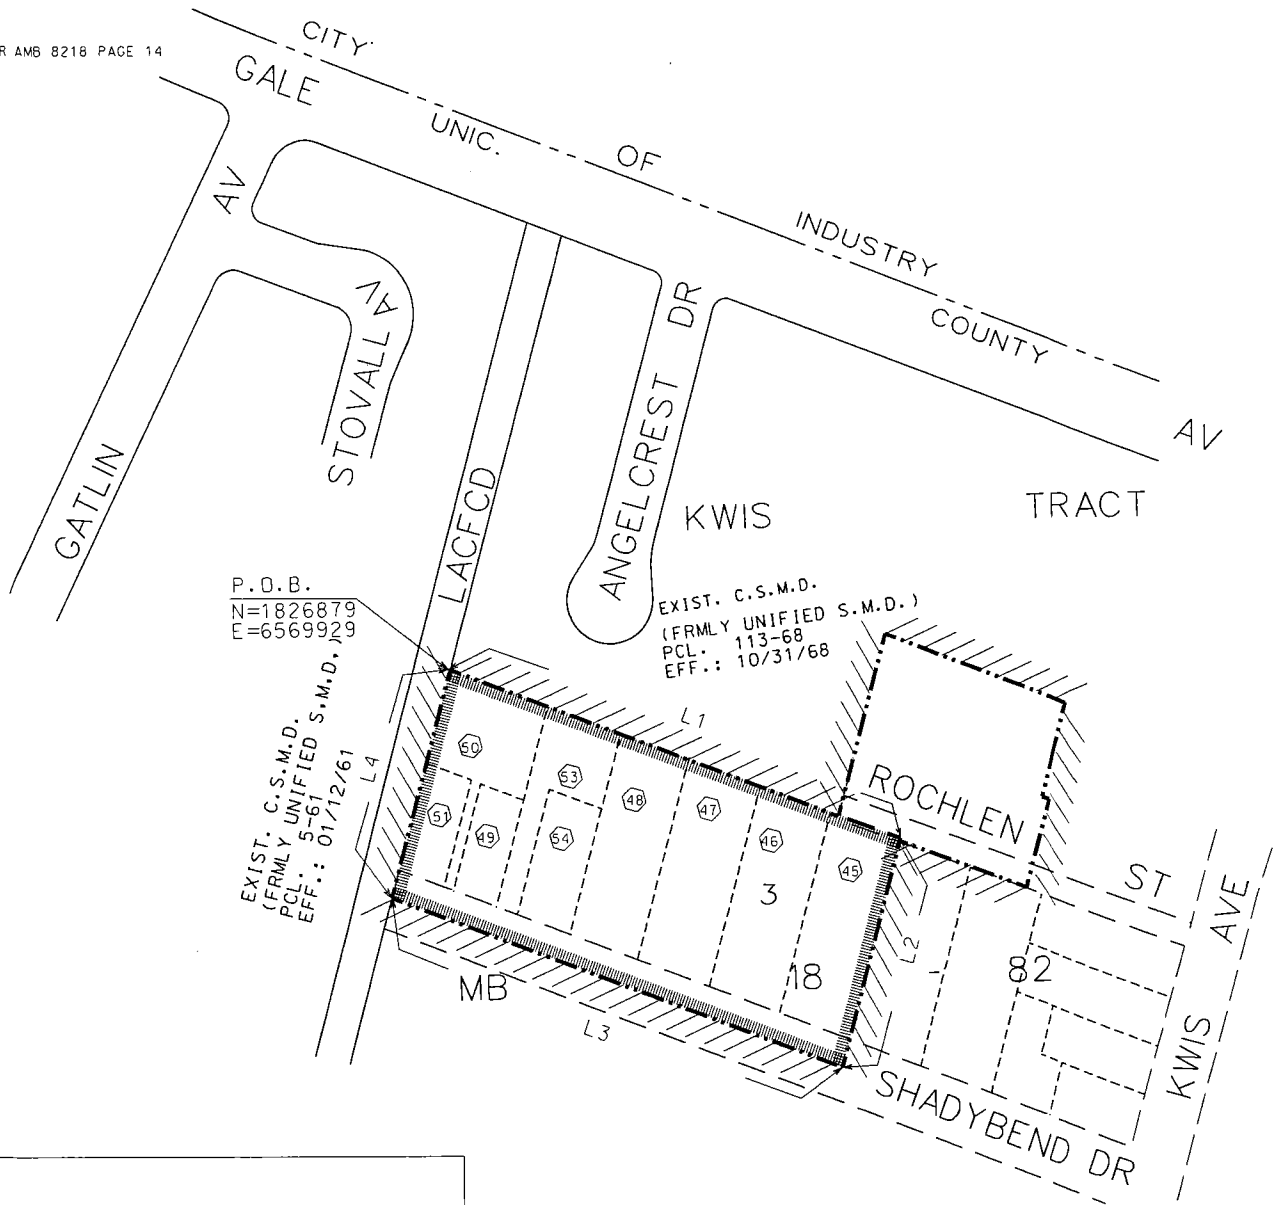 R AMB 8218 PAGE 14
CITY
GALE
UNIC.
OF
AV
INDUSTRY
COUNTY
AV
STOVALL AV
DR
ANGELCREST
GATLIN
LACFCD
KWIS
TRACT
P.O.B.
N=1826879
E=6569929
EXIST. C.S.M.D.
(FRMLY UNIFIED S.M.D.)
PCL. 113-68
EFF.: 10/31/68
EXIST. C.S.M.D.
(FRMLY UNIFIED S.M.D.)
PCL. 5-61
EFF.: 01/12/61
L4
L1
ROCHLEN
ST
50
53
48
47
46
45
51
49
54
3
18
L2
82
AVE
KWIS
MB
L3
SHADYBEND DR